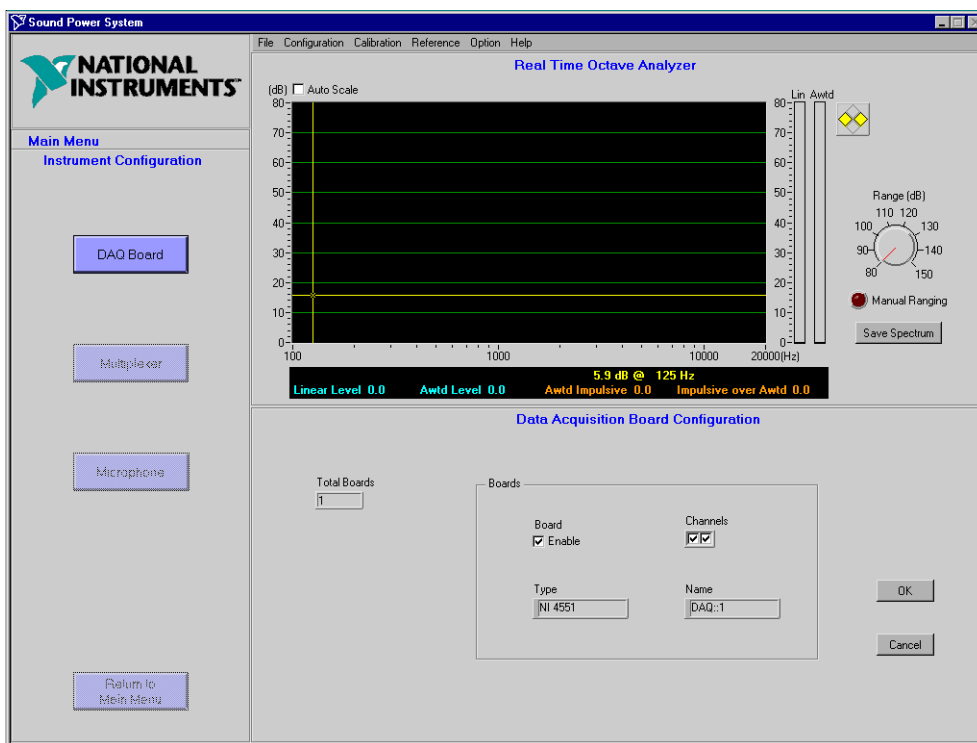 Sound Power System
NATIONAL
INSTRUMENTS™
Main Menu
Instrument Configuration
DAQ Board
Multiplexer
Microphone
Return to
Main Menu
File Configuration Calibration Reference Option Help
Real Time Octave Analyzer
(dB) Auto Scale
80
70
60
50
40
30
20
10
0
100 1000 10000 20000(Hz)
Lin Awtd
80
70
60
50
40
30
20
10
0
Range (dB)
110 120
100 130
90 140
80 150
Manual Ranging
Save Spectrum
5.9 dB @ 125 Hz
Linear Level 0.0 Awtd Level 0.0 Awtd Impulsive 0.0 Impulsive over Awtd 0.0
Data Acquisition Board Configuration
Total Boards
1
Boards
Board Channels
Enable
Type Name
NI 4551 DAQ::1
OK
Cancel